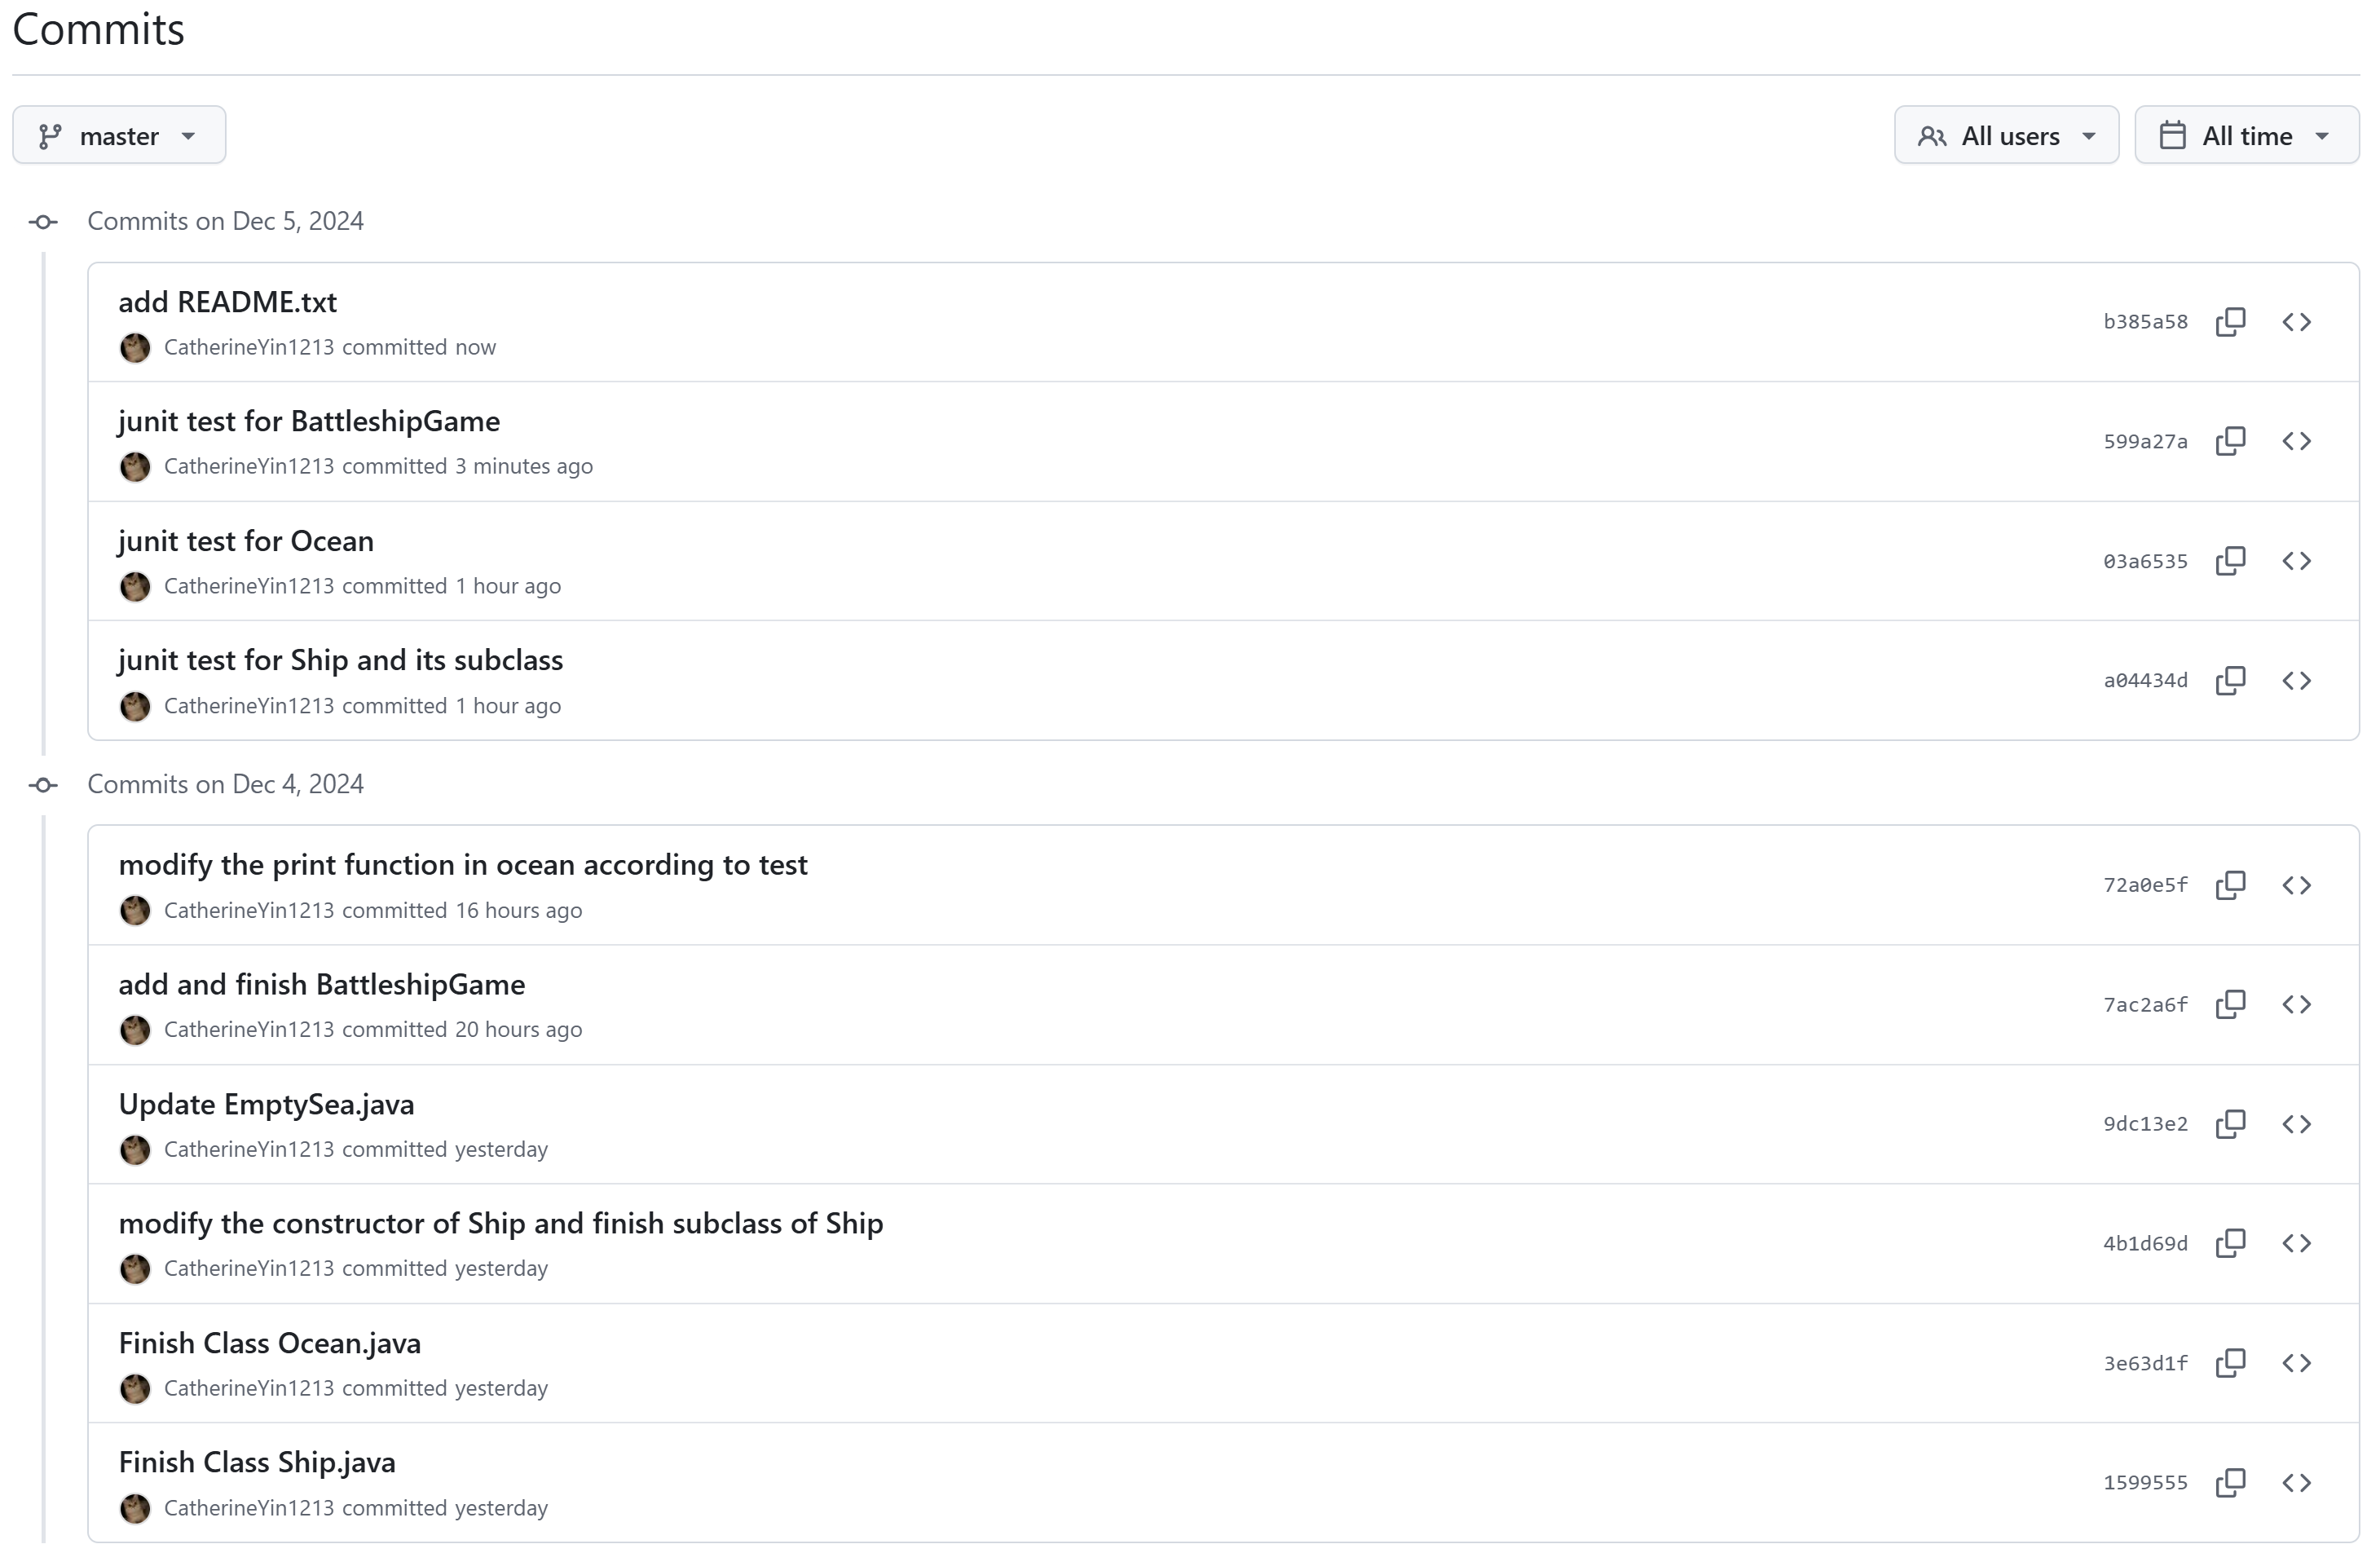 Commits
master
All users
All time
Commits on Dec 5, 2024
add README.txt
CatherineYin1213 committed now
b385a58
junit test for BattleshipGame
CatherineYin1213 committed 3 minutes ago
599a27a
junit test for Ocean
CatherineYin1213 committed 1 hour ago
03a6535
junit test for Ship and its subclass
CatherineYin1213 committed 1 hour ago
a04434d
Commits on Dec 4, 2024
modify the print function in ocean according to test
CatherineYin1213 committed 16 hours ago
72a0e5f
add and finish BattleshipGame
CatherineYin1213 committed 20 hours ago
7ac2a6f
Update EmptySea.java
CatherineYin1213 committed yesterday
9dc13e2
modify the constructor of Ship and finish subclass of Ship
CatherineYin1213 committed yesterday
4b1d69d
Finish Class Ocean.java
CatherineYin1213 committed yesterday
3e63d1f
Finish Class Ship.java
CatherineYin1213 committed yesterday
1599555